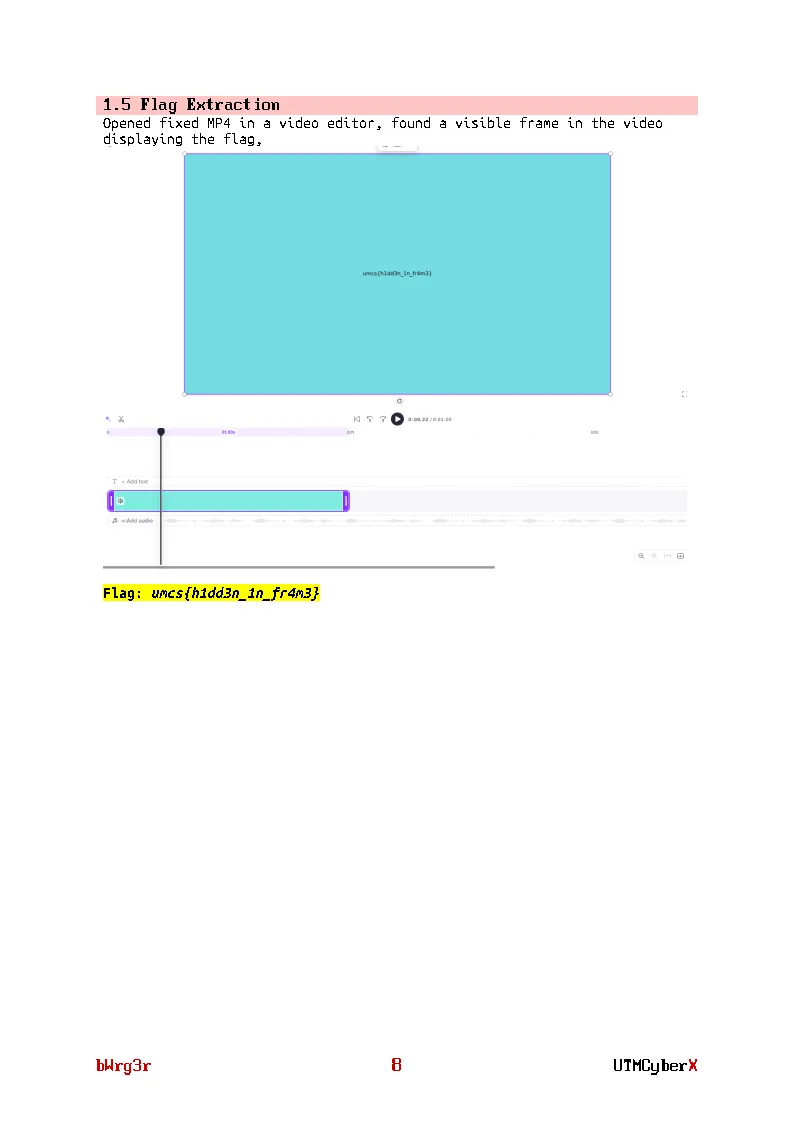 1.5 Flag Extraction
Opened fixed MP4 in a video editor, found a visible frame in the video
displaying the flag,
umcs{h1dd3n_1n_fr4m3}
0:00.22 / 0:01.00
01.00s
T + Add text
+ Add audio
Flag: umcs{h1dd3n_1n_fr4m3}
bWrg3r 8 UTMCyberX